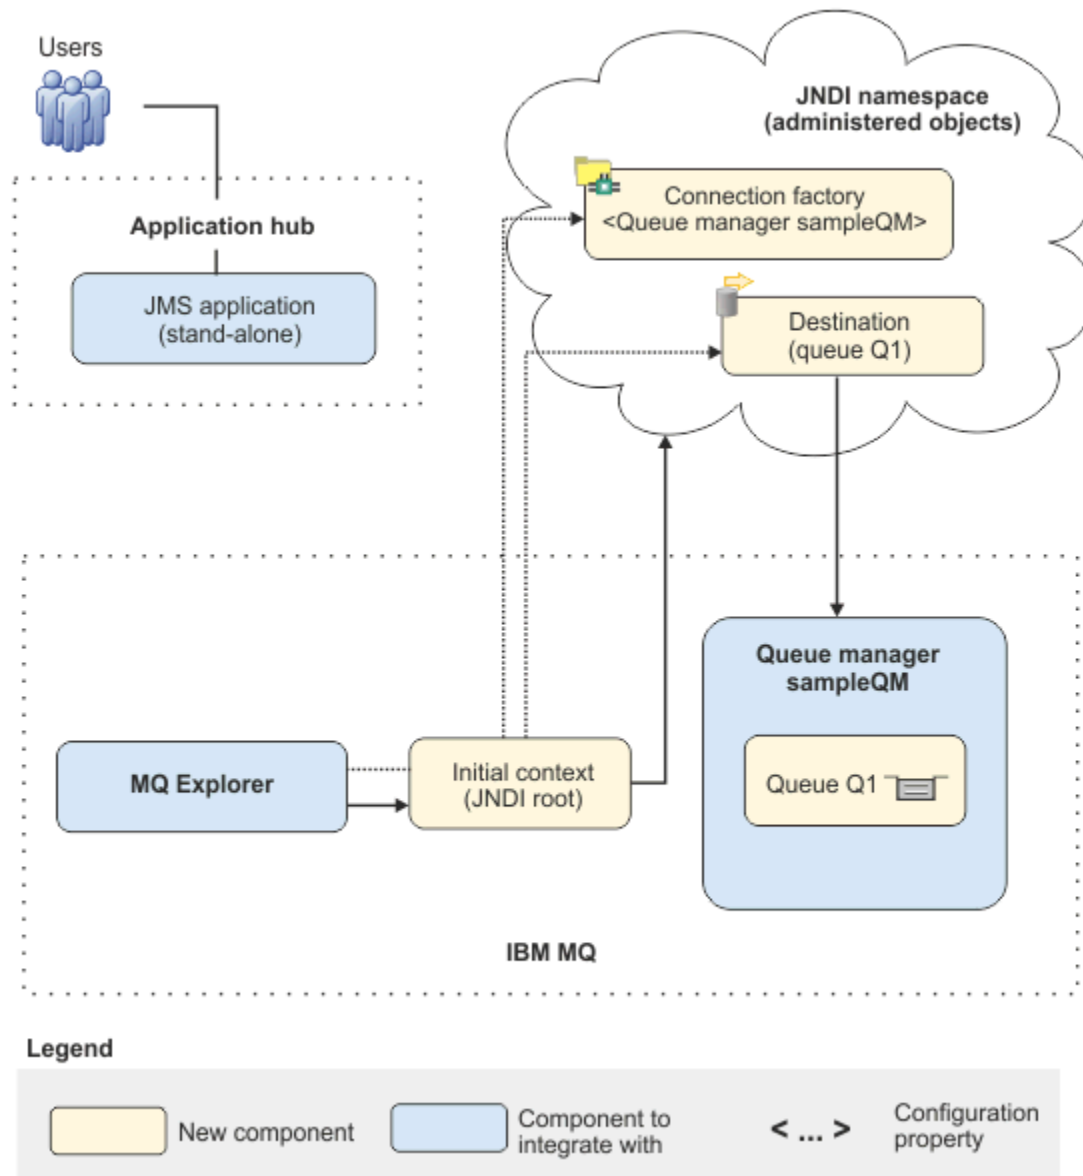 Users
JNDI namespace
(administered objects)
Connection factory
<Queue manager sampleQM>
Application hub
JMS application
(stand-alone)
Destination
(queue Q1)
Queue manager
sampleQM
MQ Explorer
Initial context
(JNDI root)
Queue Q1
IBM MQ
Legend
New component
Component to
integrate with
< ... >
Configuration
property